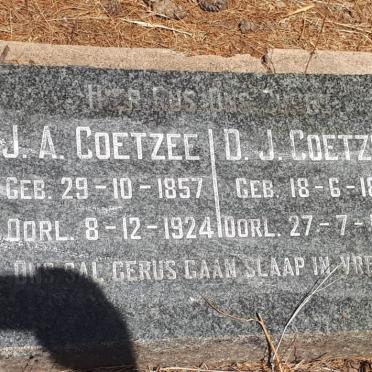 HIER RUS ONS
J. A. COETZEE D. J. COETZ
GEB. 29-10-1857 GEB. 18-6-18
OORL. 8-12-1924 OORL. 27-7-
ONS SAL GERUS GAAN SLAAP IN VRE